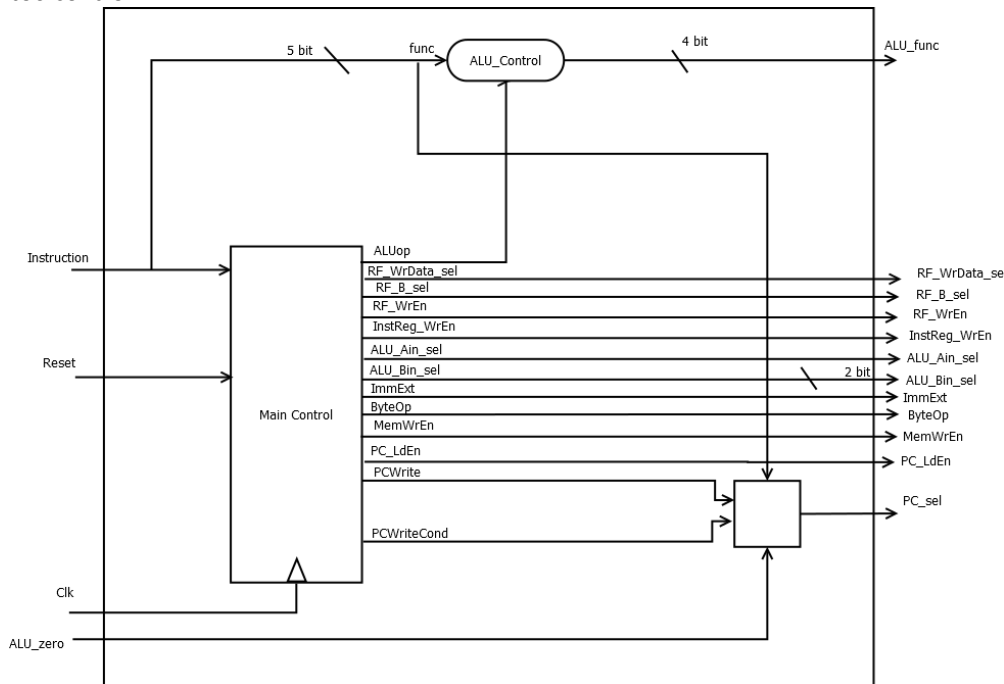 5 bit
func
ALU_Control
4 bit
ALU_func
Instruction
ALUop
RF_WrData_sel
RF_WrData_se
RF_B_sel
RF_B_sel
RF_WrEn
RF_WrEn
InstReg_WrEn
InstReg_WrEn
Reset
ALU_Ain_sel
ALU_Ain_sel
ALU_Bin_sel
2 bit
ALU_Bin_sel
ImmExt
ImmExt
Main Control
ByteOp
ByteOp
MemWrEn
MemWrEn
PC_LdEn
PC_LdEn
PCWrite
PC_sel
PCWriteCond
Clk
ALU_zero